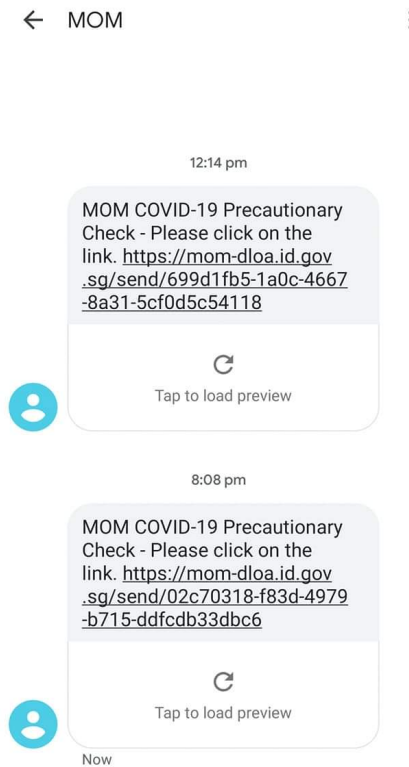 MOM
12:14 pm
MOM COVID-19 Precautionary
Check - Please click on the
link. https://mom-dloa.id.gov
.sg/send/699d1fb5-1a0c-4667
-8a31-5cf0d5c54118
Tap to load preview
8:08 pm
MOM COVID-19 Precautionary
Check - Please click on the
link. https://mom-dloa.id.gov
.sg/send/02c70318-f83d-4979
-b715-ddfcdb33dbc6
Tap to load preview
Now